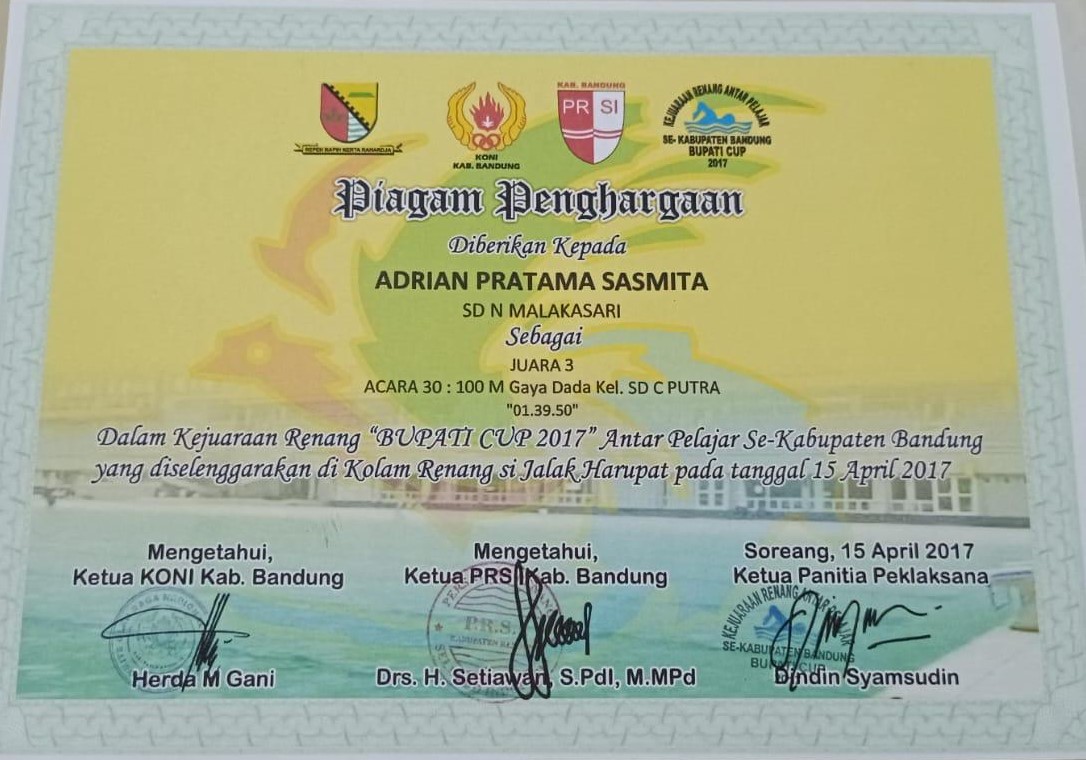 REPEH RAPIH KERTA RAHARDJA
KONI
KAB. BANDUNG
KAB. BANDUNG
PR SI
KEJUARAAN RENANG ANTAR PELAJAR
SE- KABUPATEN BANDUNG
BUPATI CUP
2017
Piagam Penghargaan
Diberikan Kepada
ADRIAN PRATAMA SASMITA
SD N MALAKASARI
Sebagai
JUARA 3
ACARA 30 : 100 M Gaya Dada Kel. SD C PUTRA
"01.39.50"
Dalam Kejuaraan Renang “BUPATI CUP 2017” Antar Pelajar Se-Kabupaten Bandung
yang diselenggarakan di Kolam Renang si Jalak Harupat pada tanggal 15 April 2017
Mengetahui,
Ketua KONI Kab. Bandung
Herda M Gani
Mengetahui,
Ketua PRSI Kab. Bandung
P.R.S.
Drs. H. Setiawan, S.PdI, M.MPd
Soreang, 15 April 2017
Ketua Panitia Peklaksana
KEJUARAAN RENANG ANTAR
SE-KABUPATEN BANDUNG
BUPATI CUP
Dindin Syamsudin